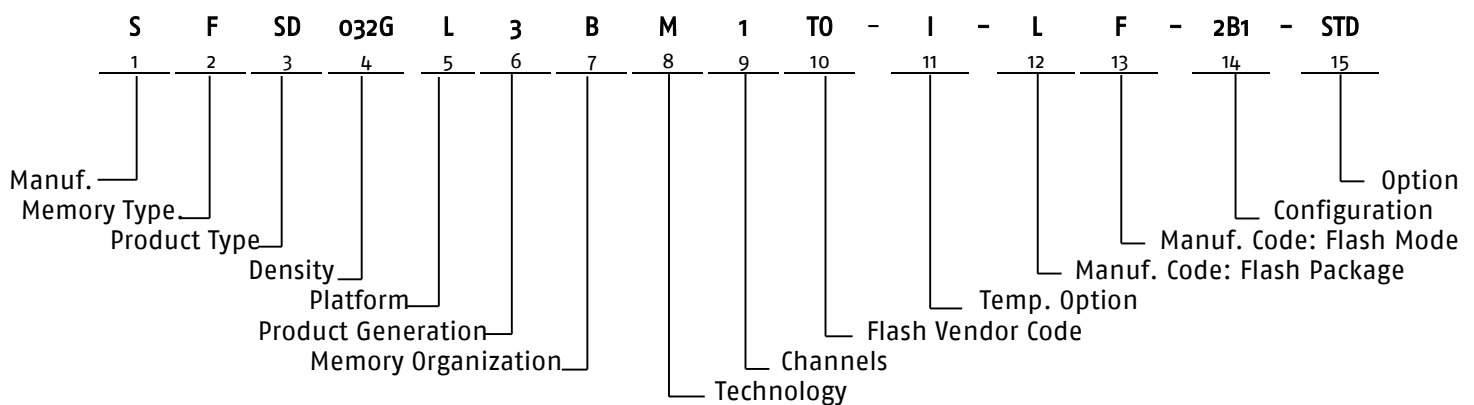 S F SD 032G L 3 B M 1 TO - I - L F - 2B1 - STD
1 2 3 4 5 6 7 8 9 10 11 12 13 14 15
Manuf. Option
Memory Type. Configuration
Product Type Manuf. Code: Flash Mode
Density Manuf. Code: Flash Package
Platform Temp. Option
Product Generation Flash Vendor Code
Memory Organization Channels
Technology